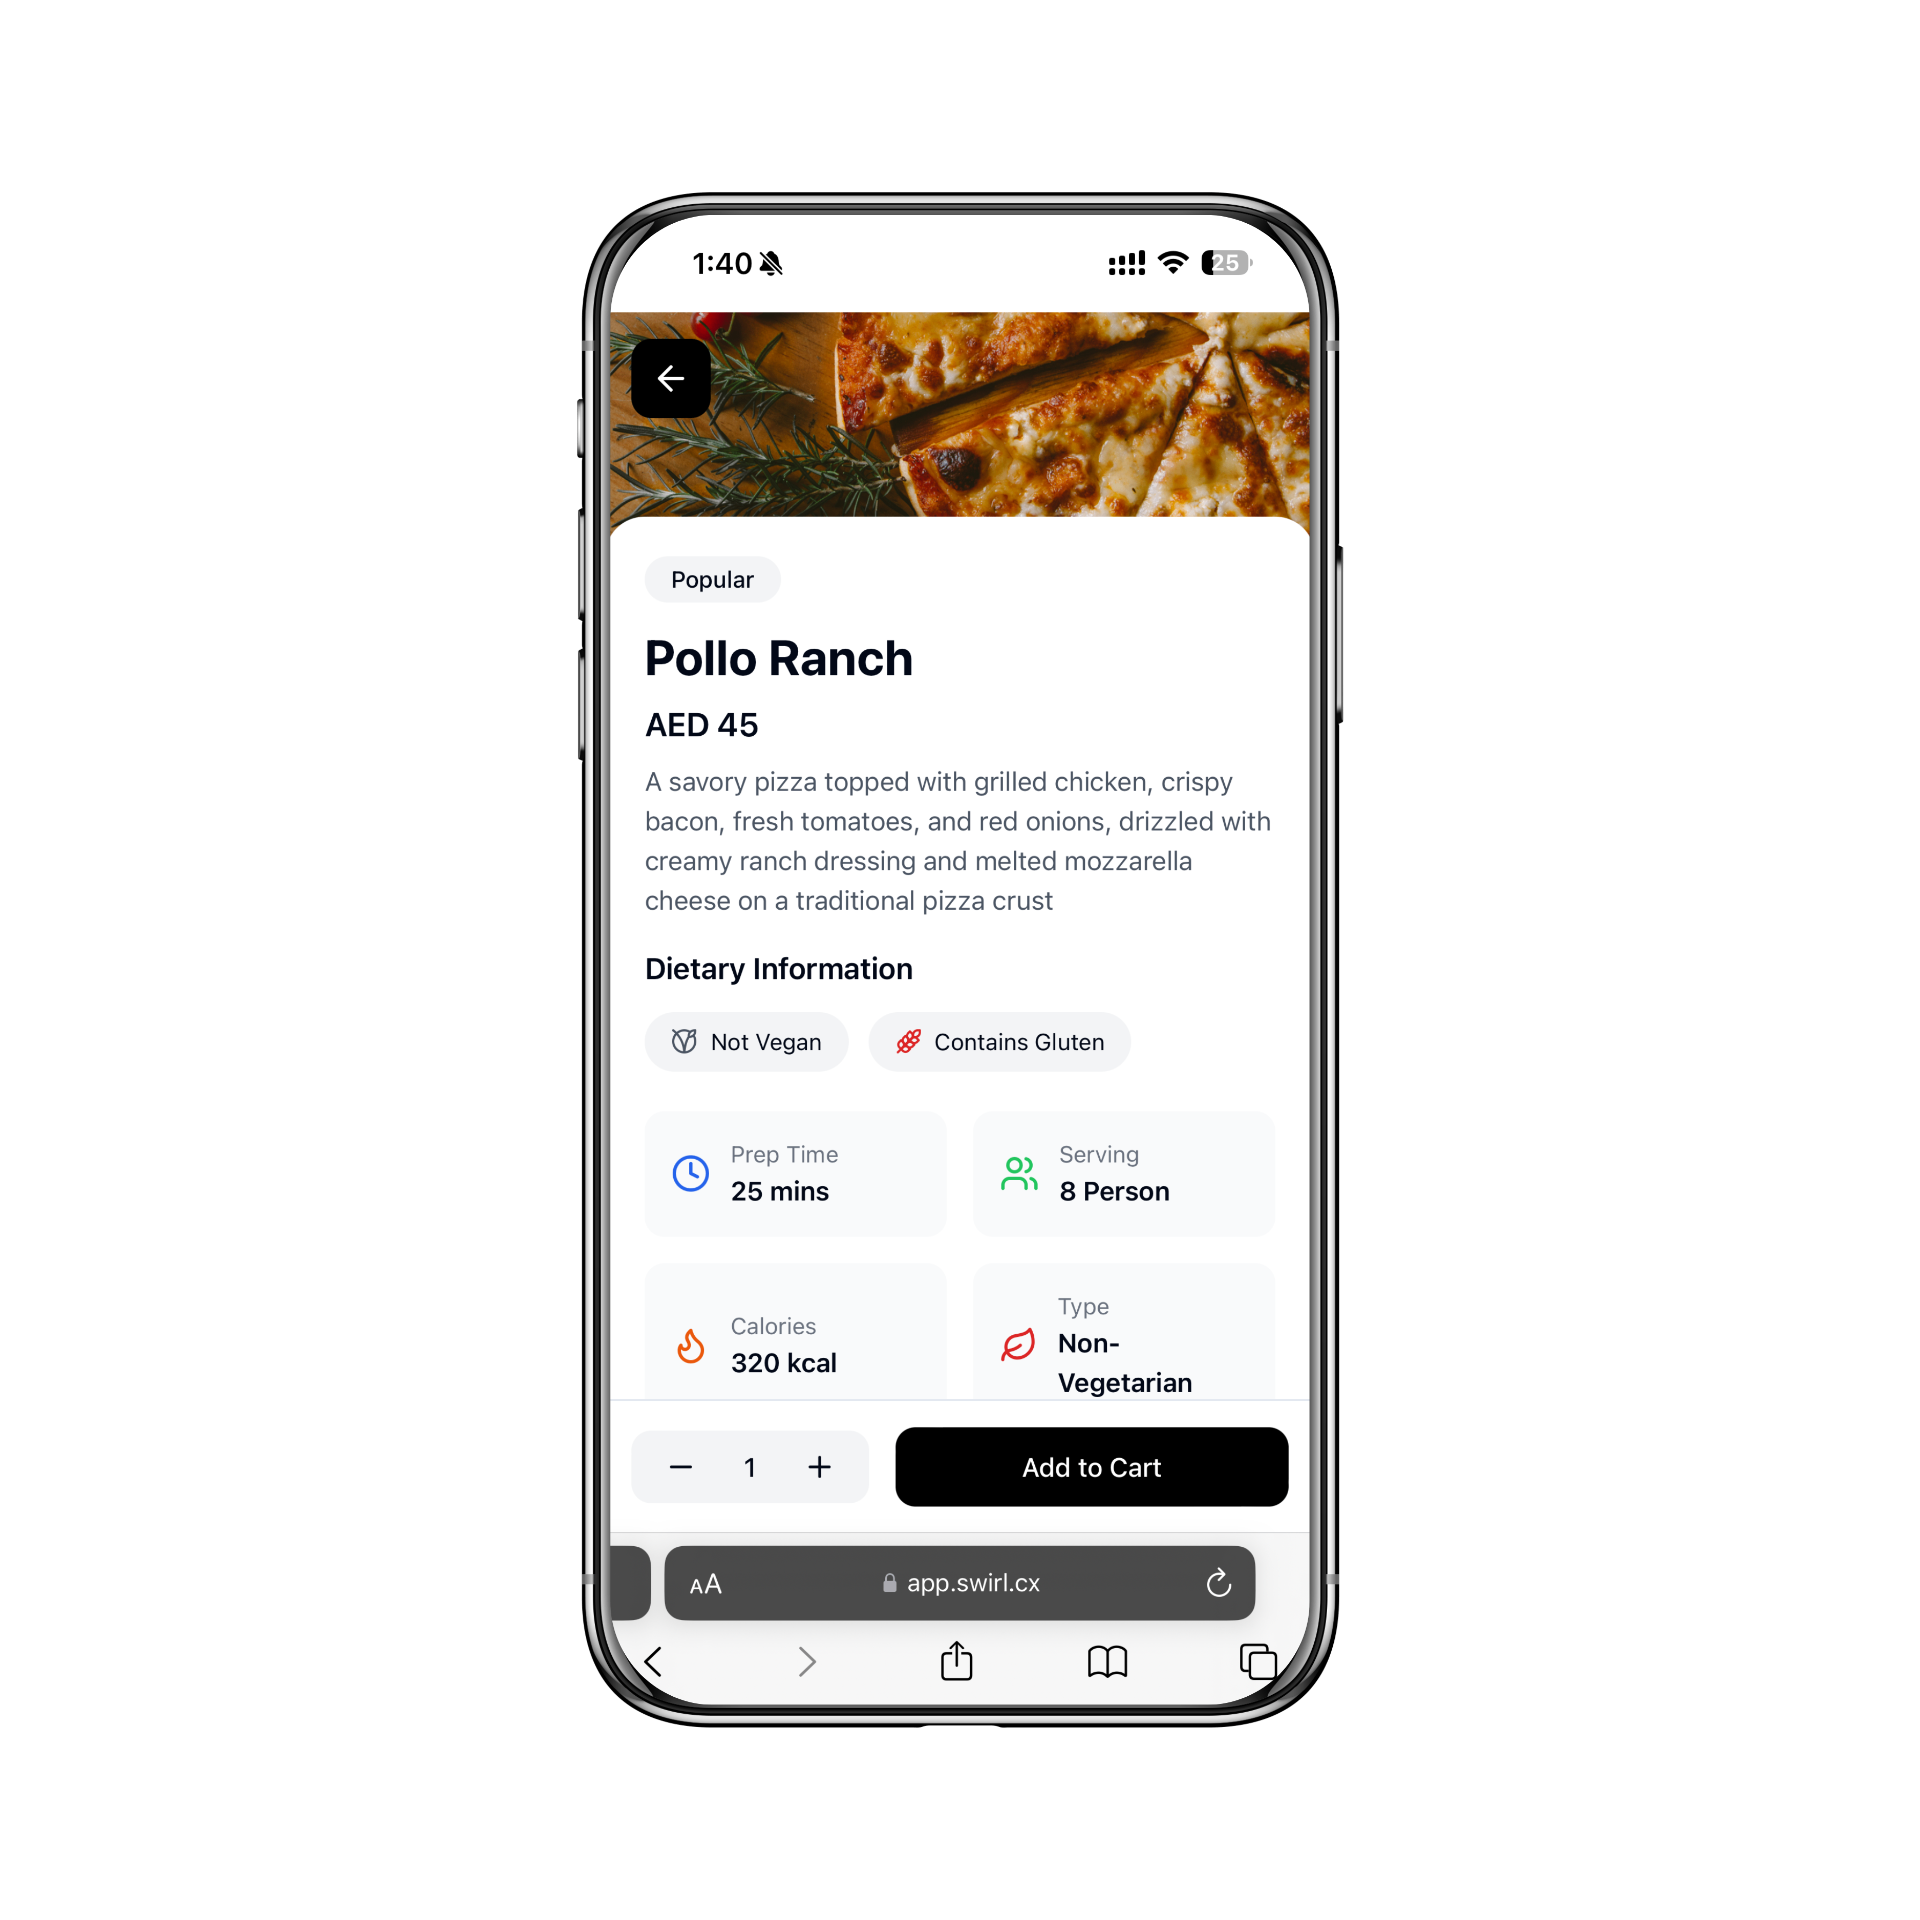 1:40
25
Popular
Pollo Ranch
AED 45
A savory pizza topped with grilled chicken, crispy
bacon, fresh tomatoes, and red onions, drizzled with
creamy ranch dressing and melted mozzarella
cheese on a traditional pizza crust
Dietary Information
Not Vegan
Contains Gluten
Prep Time
25 mins
Serving
8 Person
Calories
320 kcal
Type
Non-
Vegetarian
1
Add to Cart
AA
app.swirl.cx